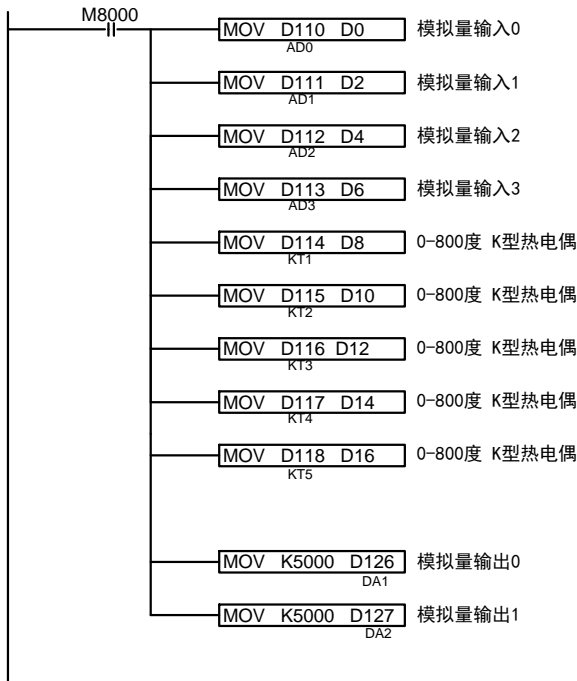 M8000
MOV D110 D0 模拟量输入0
AD0
MOV D111 D2 模拟量输入1
AD1
MOV D112 D4 模拟量输入2
AD2
MOV D113 D6 模拟量输入3
AD3
MOV D114 D8 0-800度 K型热电偶
KT1
MOV D115 D10 0-800度 K型热电偶
KT2
MOV D116 D12 0-800度 K型热电偶
KT3
MOV D117 D14 0-800度 K型热电偶
KT4
MOV D118 D16 0-800度 K型热电偶
KT5
MOV K5000 D126 模拟量输出0
DA1
MOV K5000 D127 模拟量输出1
DA2